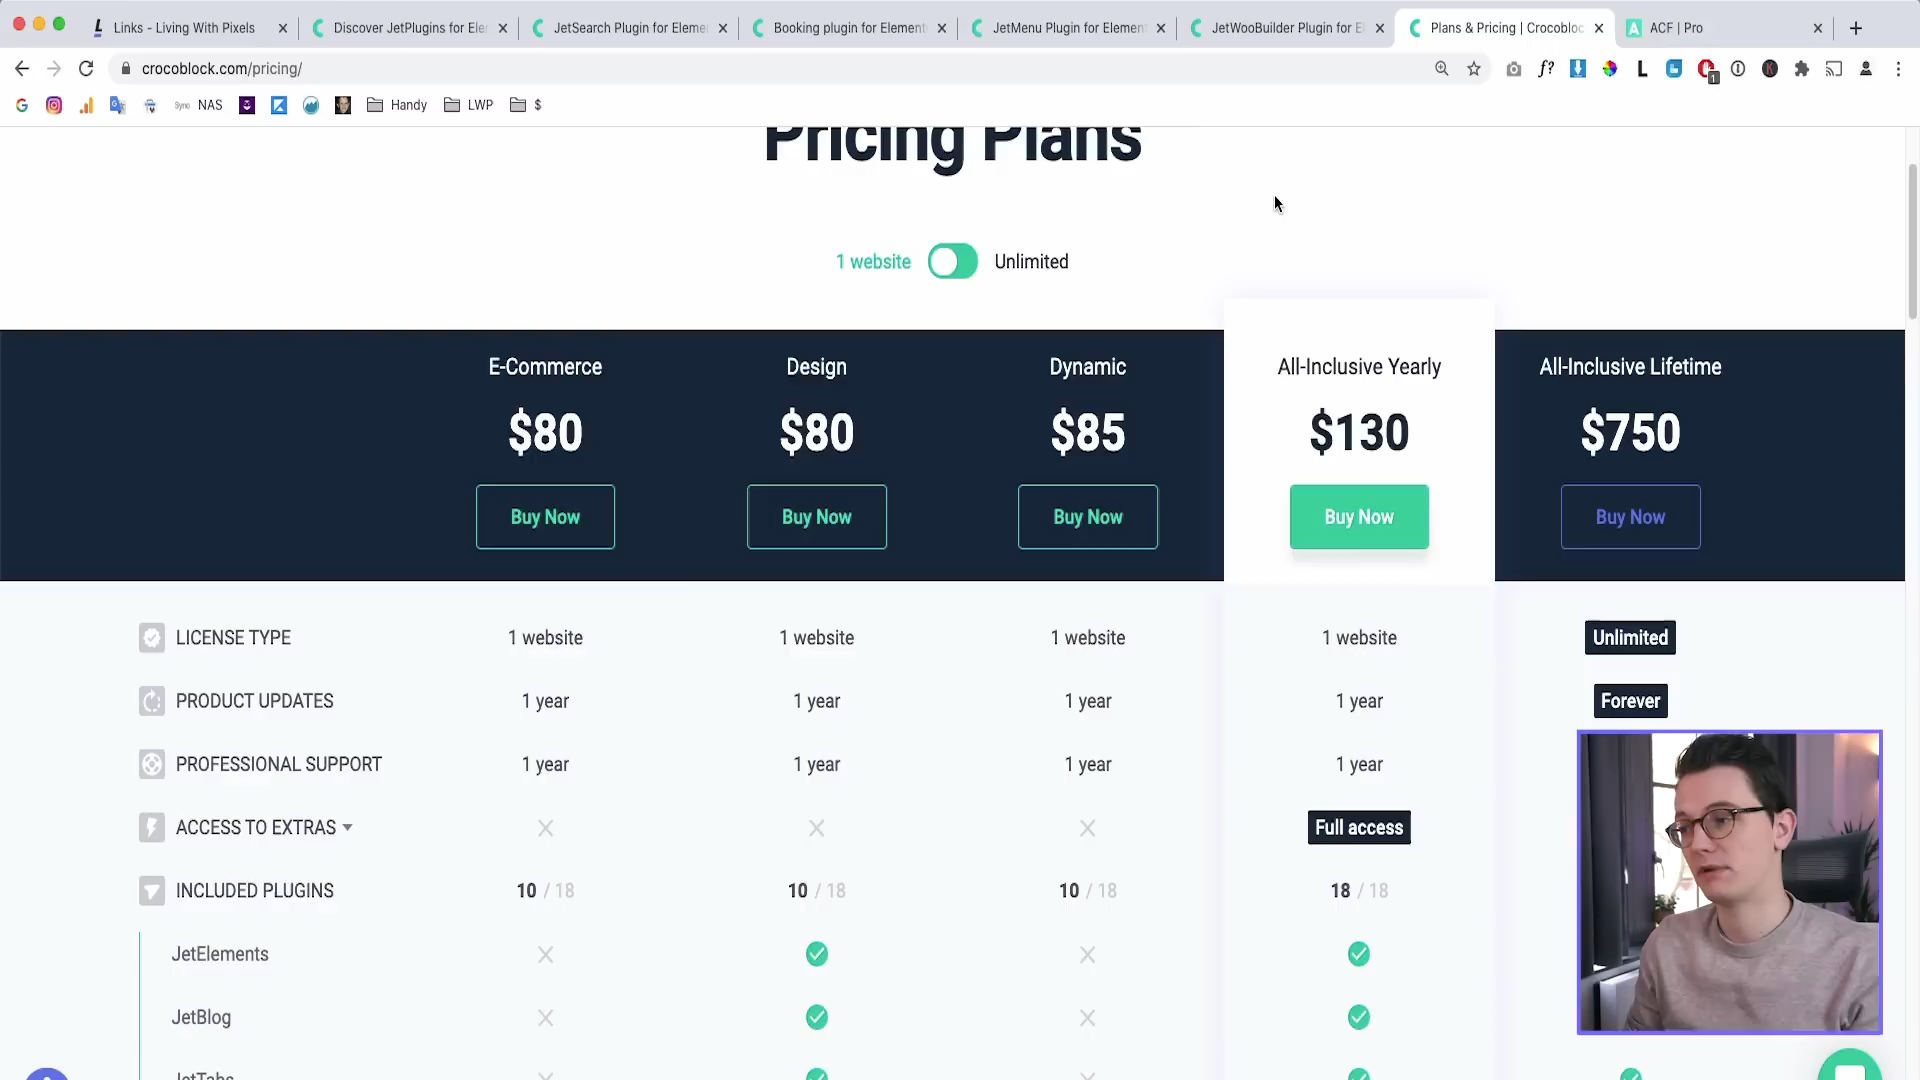 Links - Living With Pixels
Discover JetPlugins for Ele
JetSearch Plugin for Eleme
Booking plugin for Element
JetMenu Plugin for Elemen
JetWooBuilder Plugin for E
Plans & Pricing | Crocobloc
ACF | Pro
crocoblock.com/pricing/
f?
L
1
G
Syno
NAS
Handy
LWP
$
Pricing Plans
1 website
Unlimited
E-Commerce
Design
Dynamic
All-Inclusive Yearly
All-Inclusive Lifetime
$80
$80
$85
$130
$750
Buy Now
Buy Now
Buy Now
Buy Now
Buy Now
LICENSE TYPE
1 website
1 website
1 website
1 website
Unlimited
PRODUCT UPDATES
1 year
1 year
1 year
1 year
Forever
PROFESSIONAL SUPPORT
1 year
1 year
1 year
1 year
ACCESS TO EXTRAS
Full access
INCLUDED PLUGINS
10 / 18
10 / 18
10 / 18
18 / 18
JetElements
JetBlog
JetTabs